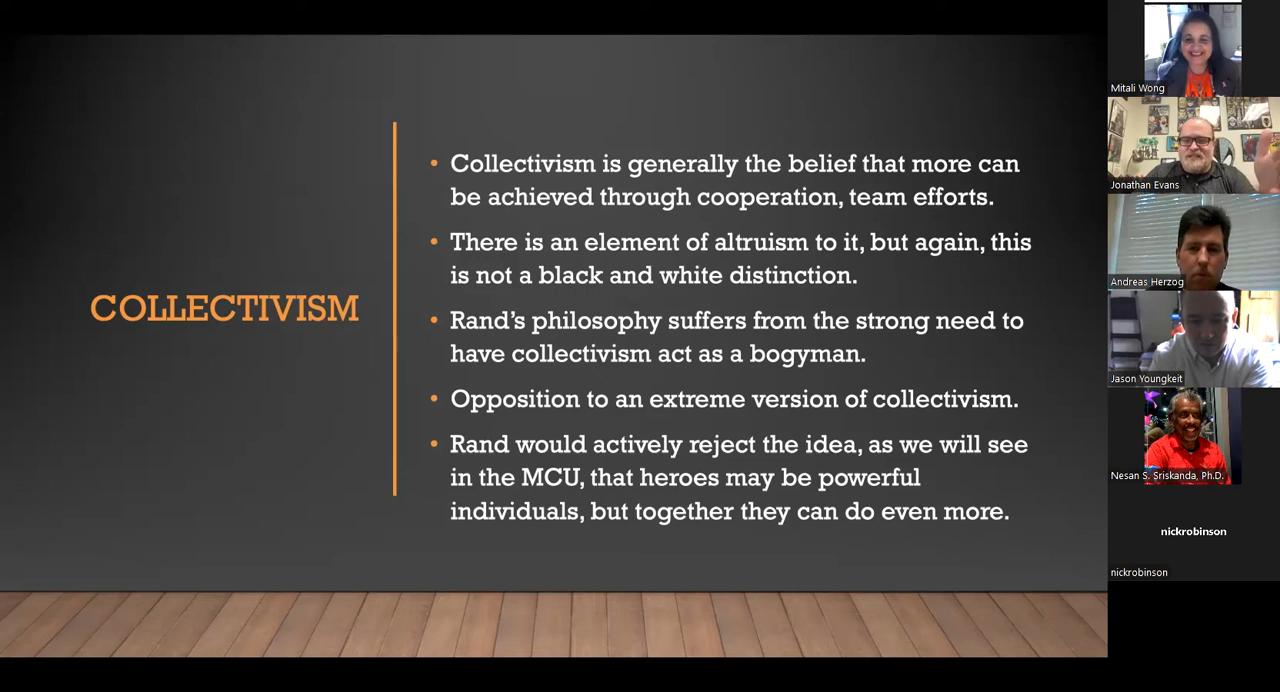 COLLECTIVISM
• Collectivism is generally the belief that more can
be achieved through cooperation, team efforts.
• There is an element of altruism to it, but again, this
is not a black and white distinction.
• Rand's philosophy suffers from the strong need to
have collectivism act as a bogyman.
• Opposition to an extreme version of collectivism.
• Rand would actively reject the idea, as we will see
in the MCU, that heroes may be powerful
individuals, but together they can do even more.
Mitali Wong
Jonathan Evans
Andreas Herzog
Jason Youngkeit
Nesan S. Sriskanda, Ph.D.
nickrobinson
nickrobinson